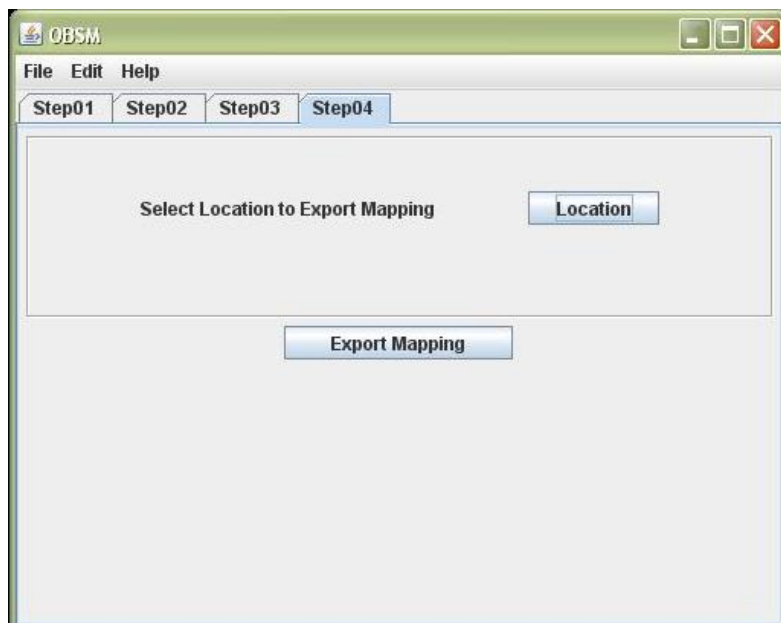 OBSM
File Edit Help
Step01 Step02 Step03 Step04
Select Location to Export Mapping Location
Export Mapping